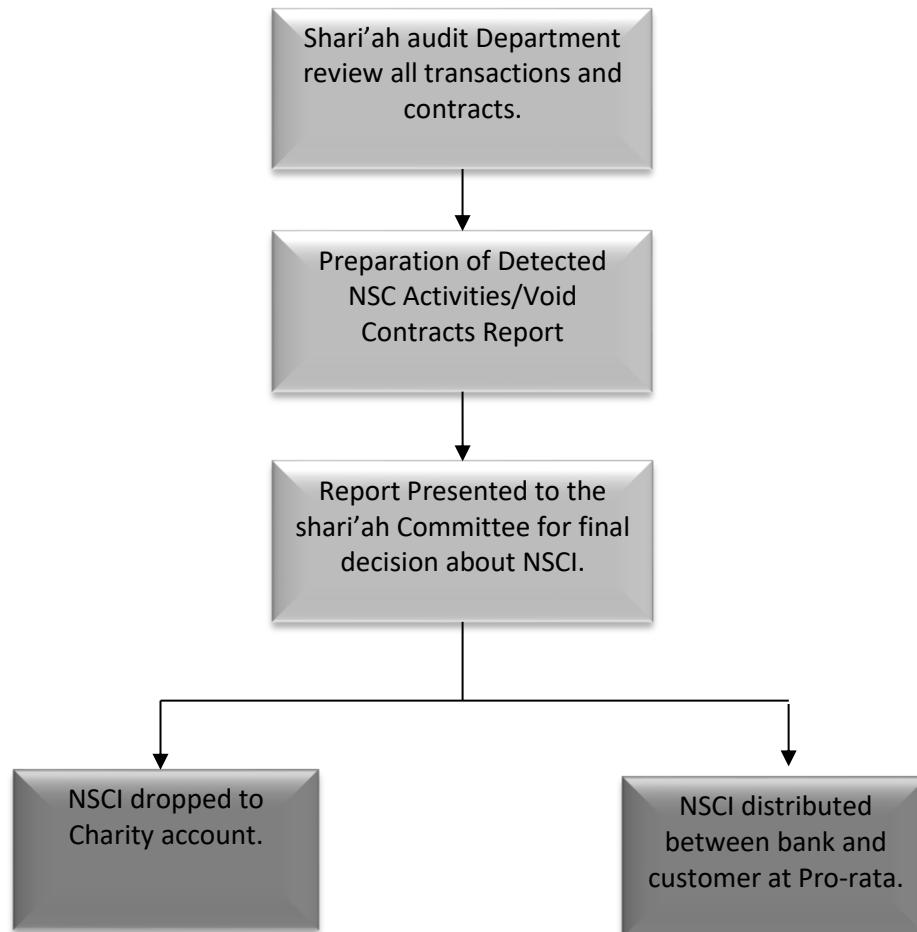 Shari’ah audit Department
review all transactions and
contracts.
Preparation of Detected
NSC Activities/Void
Contracts Report
Report Presented to the
shari’ah Committee for final
decision about NSCI.
NSCI dropped to
Charity account.
NSCI distributed
between bank and
customer at Pro-rata.